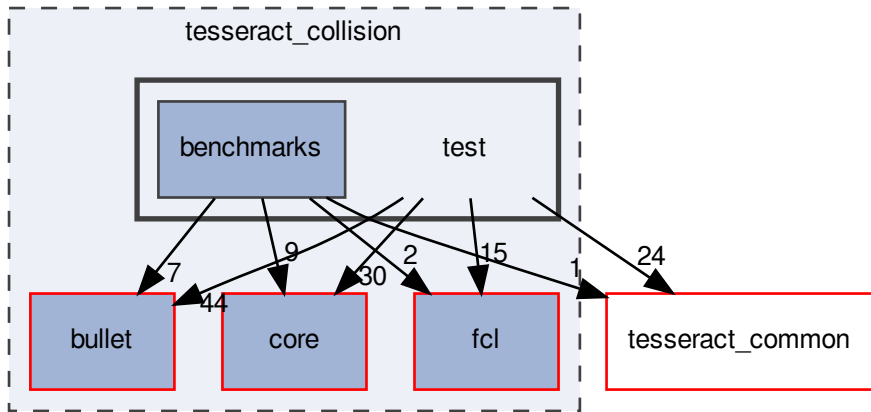 tesseract_collision
benchmarks
test
7
9
2
15
1
24
44
30
bullet
core
fcl
tesseract_common